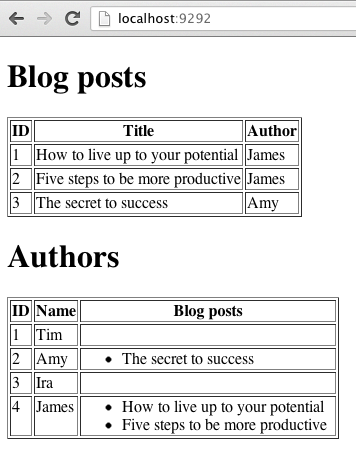 localhost:9292
Blog posts
ID Title Author
1 How to live up to your potential James
2 Five steps to be more productive James
3 The secret to success Amy
Authors
ID Name Blog posts
1 Tim
2 Amy • The secret to success
3 Ira
4 James • How to live up to your potential
• Five steps to be more productive